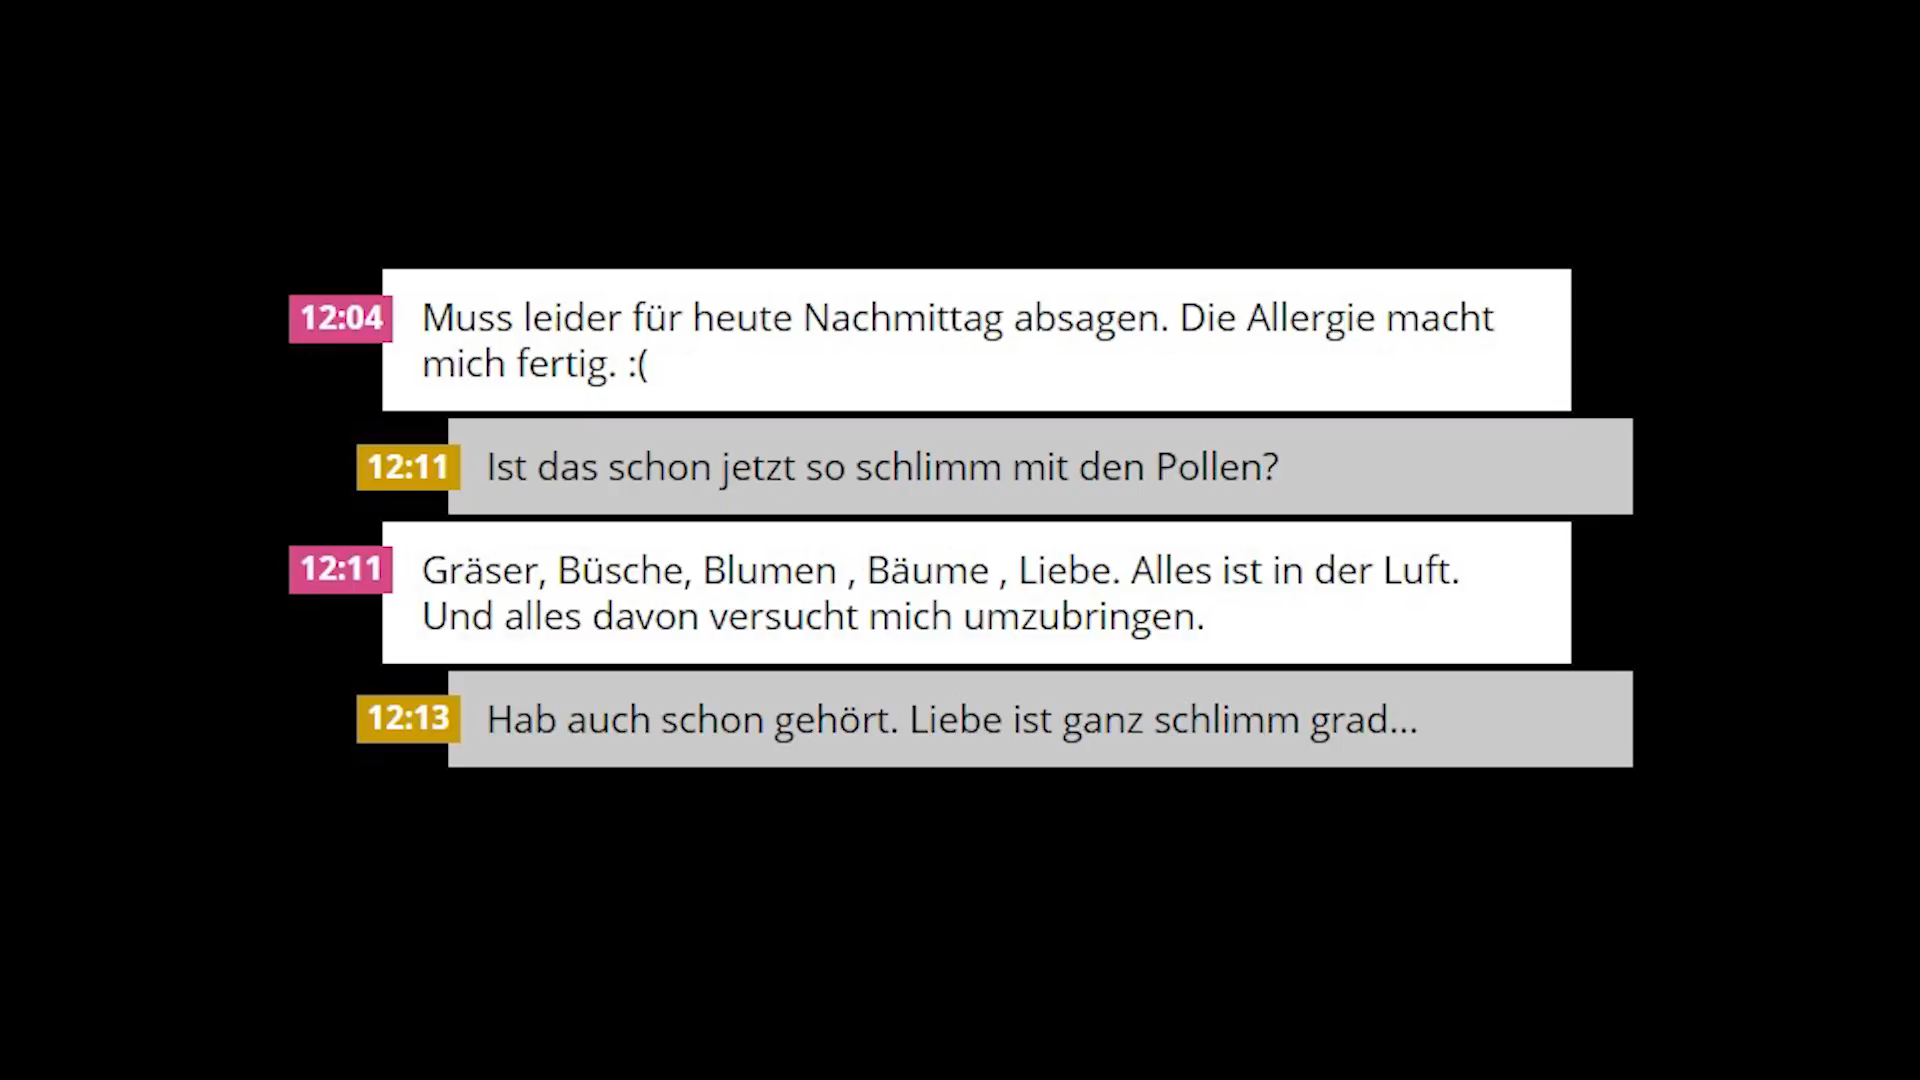 12:04 Muss leider für heute Nachmittag absagen. Die Allergie macht
mich fertig. :(
12:11 Ist das schon jetzt so schlimm mit den Pollen?
12:11 Gräser, Büsche, Blumen , Bäume , Liebe. Alles ist in der Luft.
Und alles davon versucht mich umzubringen.
12:13 Hab auch schon gehört. Liebe ist ganz schlimm grad...